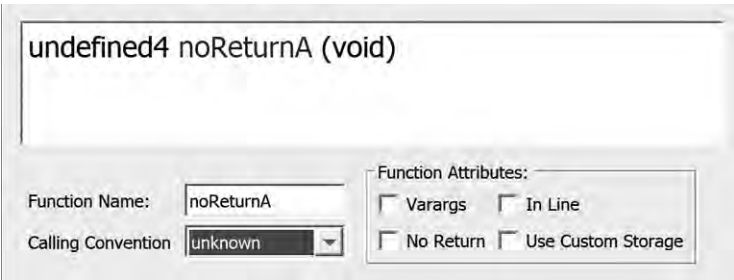 undefined4 noReturnA (void)
Function Attributes:
Function Name: noReturnA
Varargs In Line
Calling Convention unknown
No Return Use Custom Storage